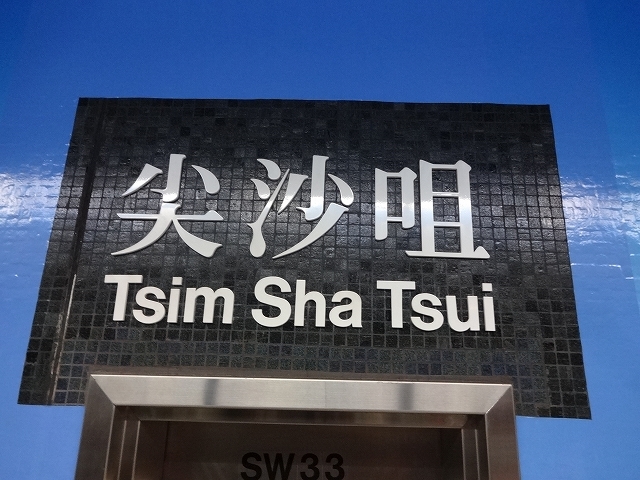 尖沙咀
Tsim Sha Tsui
SW33